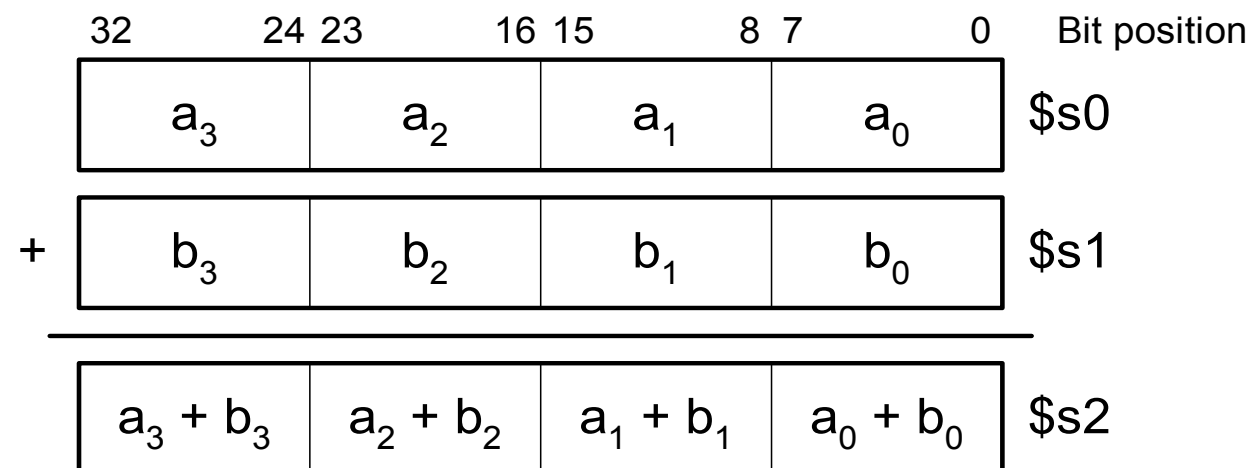 32 24 23 16 15 8 7 0 Bit position
a₃ a₂ a₁ a₀ $s0
+ b₃ b₂ b₁ b₀ $s1
a₃ + b₃ a₂ + b₂ a₁ + b₁ a₀ + b₀ $s2